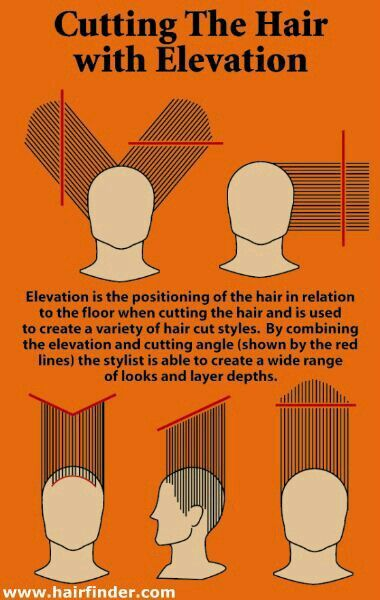 Cutting The Hair
with Elevation
Elevation is the positioning of the hair in relation
to the floor when cutting the hair and is used
to create a variety of hair cut styles. By combining
the elevation and cutting angle (shown by the red
lines) the stylist is able to create a wide range
of looks and layer depths.
www.hairfinder.com